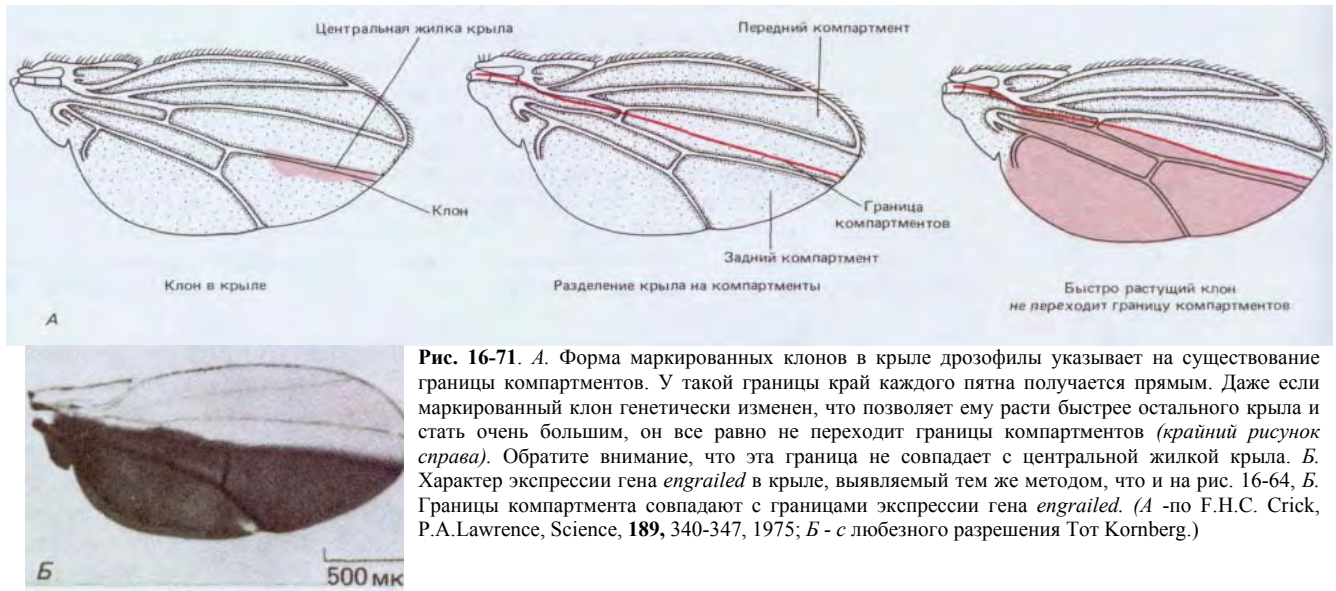 Центральная жилка крыла
Передний компартмент
Клон
Граница
компартментов
Задний компартмент
Клон в крыле
Разделение крыла на компартменты
Быстро растущий клон
не переходит границу компартментов
А
Рис. 16-71. А. Форма маркированных клонов в крыле дрозофилы указывает на существование
границы компартментов. У такой границы край каждого пятна получается прямым. Даже если
маркированный клон генетически изменен, что позволяет ему расти быстрее остального крыла и
стать очень большим, он все равно не переходит границы компартментов (крайний рисунок
справа). Обратите внимание, что эта граница не совпадает с центральной жилкой крыла. Б.
Характер экспрессии гена engrailed в крыле, выявляемый тем же методом, что и на рис. 16-64, Б.
Границы компартмента совпадают с границами экспрессии гена engrailed. (А -по F.H.C. Crick,
P.A.Lawrence, Science, 189, 340-347, 1975; Б - с любезного разрешения Тот Kornberg.)
Б
500 мк